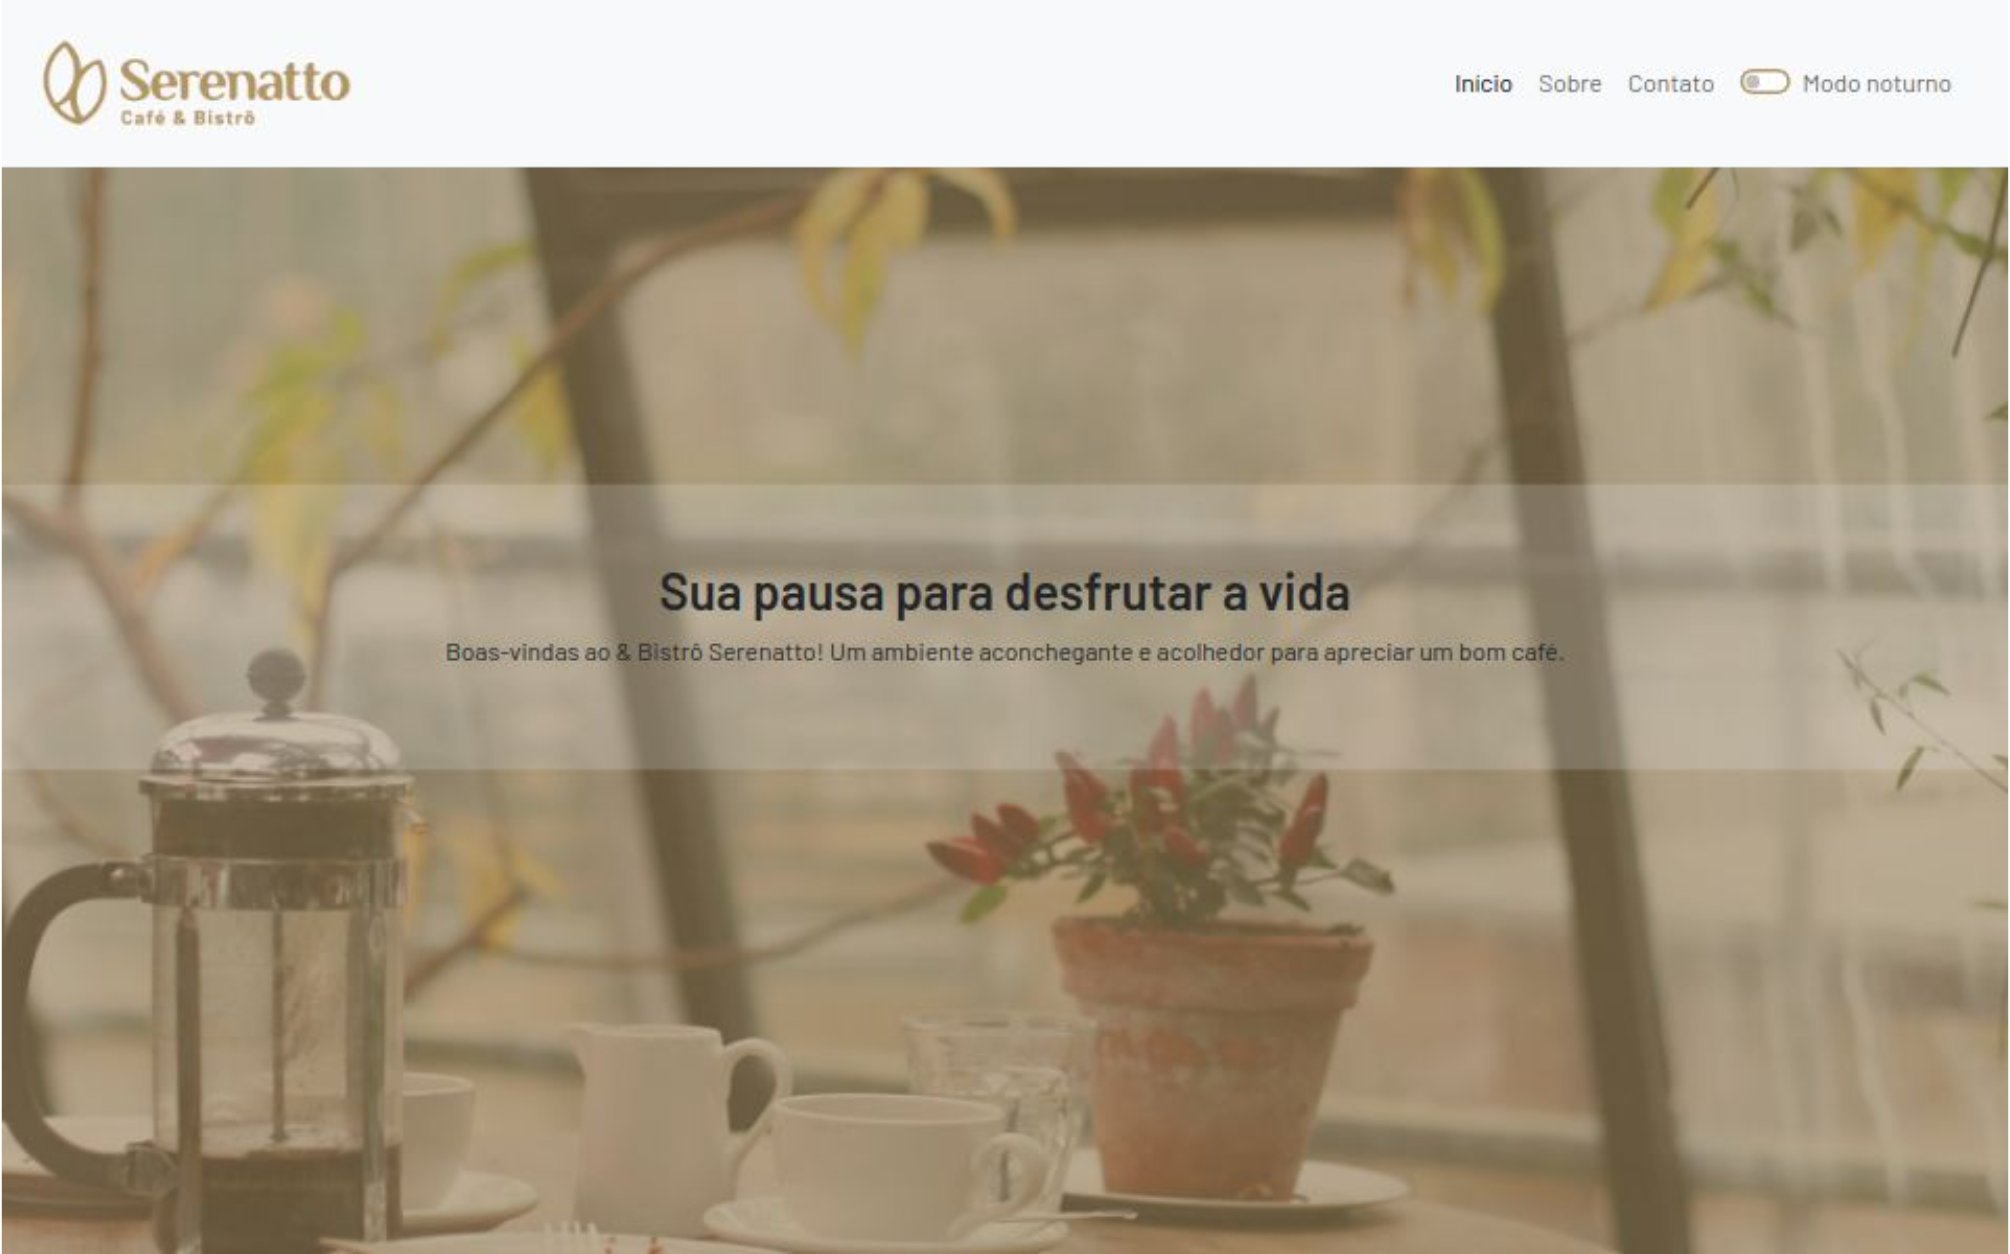 Serenatto
Café & Bistrô
Início Sobre Contato Modo noturno
Sua pausa para desfrutar a vida
Boas-vindas ao & Bistrô Serenatto! Um ambiente aconchegante e acolhedor para apreciar um bom café.